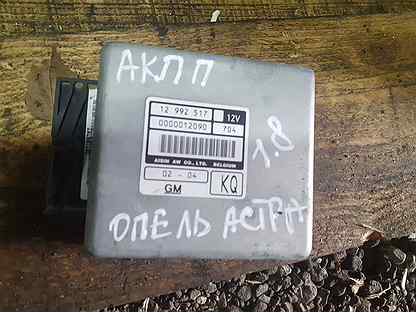 АКПП
12 992 517 12V
0000012090 704
AISIN AW CO., LTD. BELGIUM
02 - 04
GM KQ
1.8
ОПЕЛЬ АСТРА